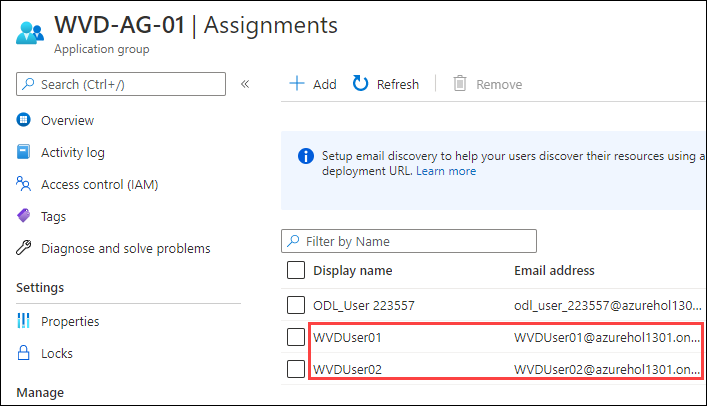 WVD-AG-01 | Assignments
Application group
Search (Ctrl+/)
«
Overview
Activity log
Access control (IAM)
Tags
Diagnose and solve problems
Settings
Properties
Locks
Manage
Add
Refresh
Remove
Setup email discovery to help your users discover their resources using a
deployment URL. Learn more
Filter by Name
Display name Email address
ODL_User 223557 odl_user_223557@azurehol130...
WVDUser01 WVDUser01@azurehol1301.on...
WVDUser02 WVDUser02@azurehol1301.on...